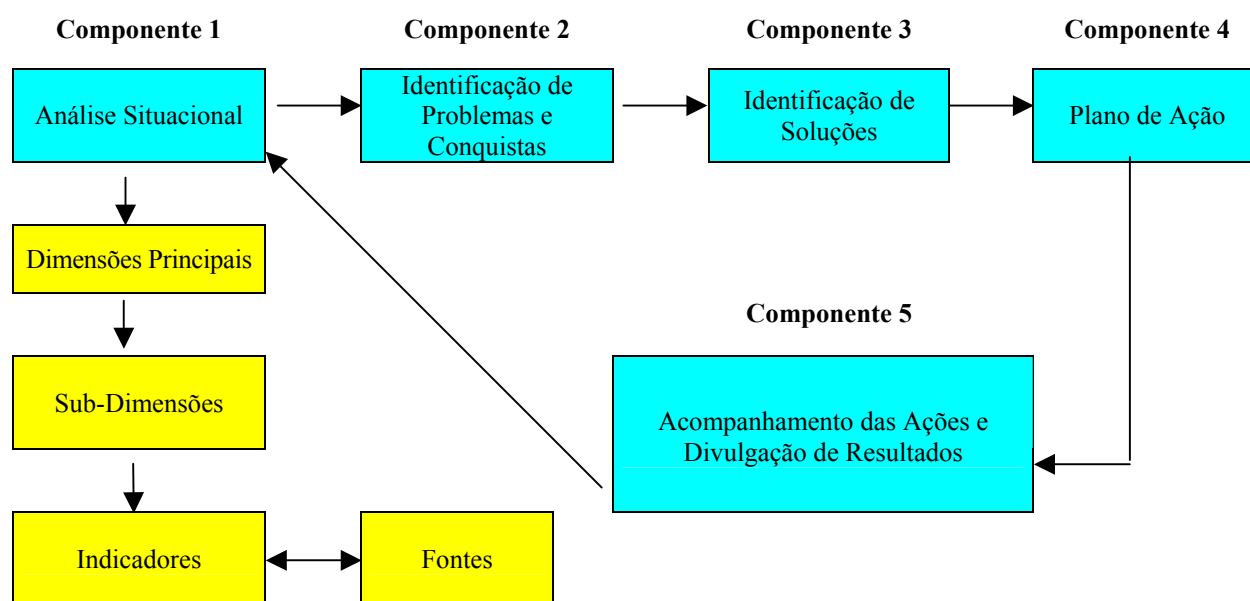 Componente 1
Componente 2
Componente 3
Componente 4
Análise Situacional
Identificação de
Problemas e
Conquistas
Identificação de
Soluções
Plano de Ação
Dimensões Principais
Componente 5
Sub-Dimensões
Acompanhamento das Ações e
Divulgação de Resultados
Indicadores
Fontes